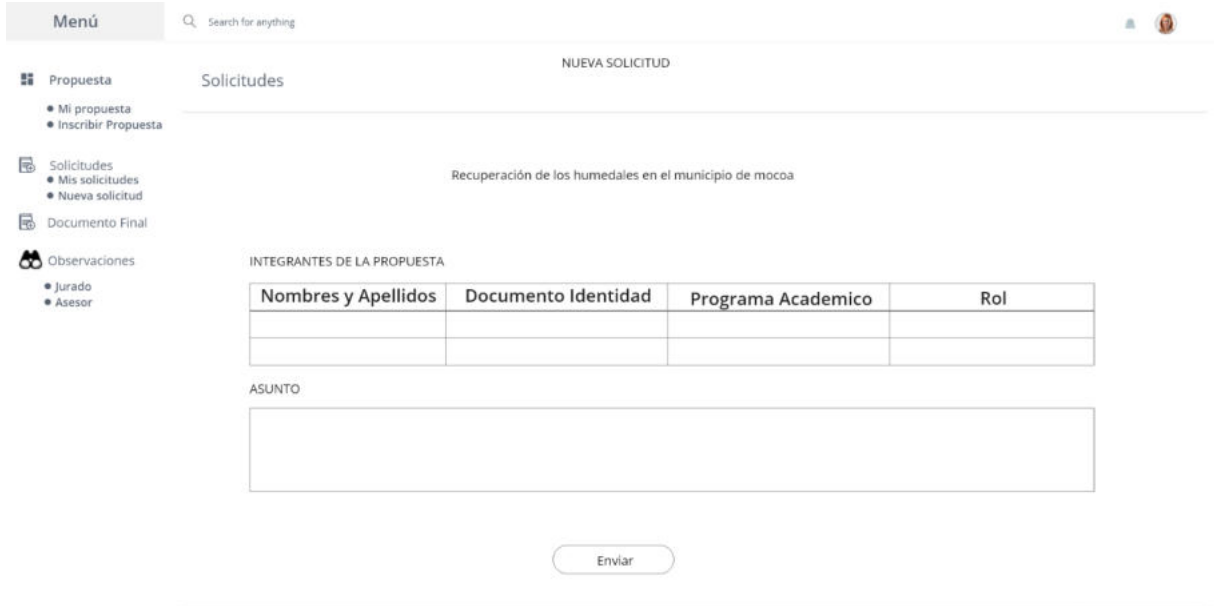 Menú
Search for anything
Propuesta
Mi propuesta
Inscribir Propuesta
Solicitudes
Mis solicitudes
Nueva solicitud
Documento Final
Observaciones
Jurado
Asesor
NUEVA SOLICITUD
Solicitudes
Recuperación de los humedales en el municipio de mocoa
INTEGRANTES DE LA PROPUESTA
Nombres y Apellidos Documento Identidad Programa Academico Rol
ASUNTO
Enviar